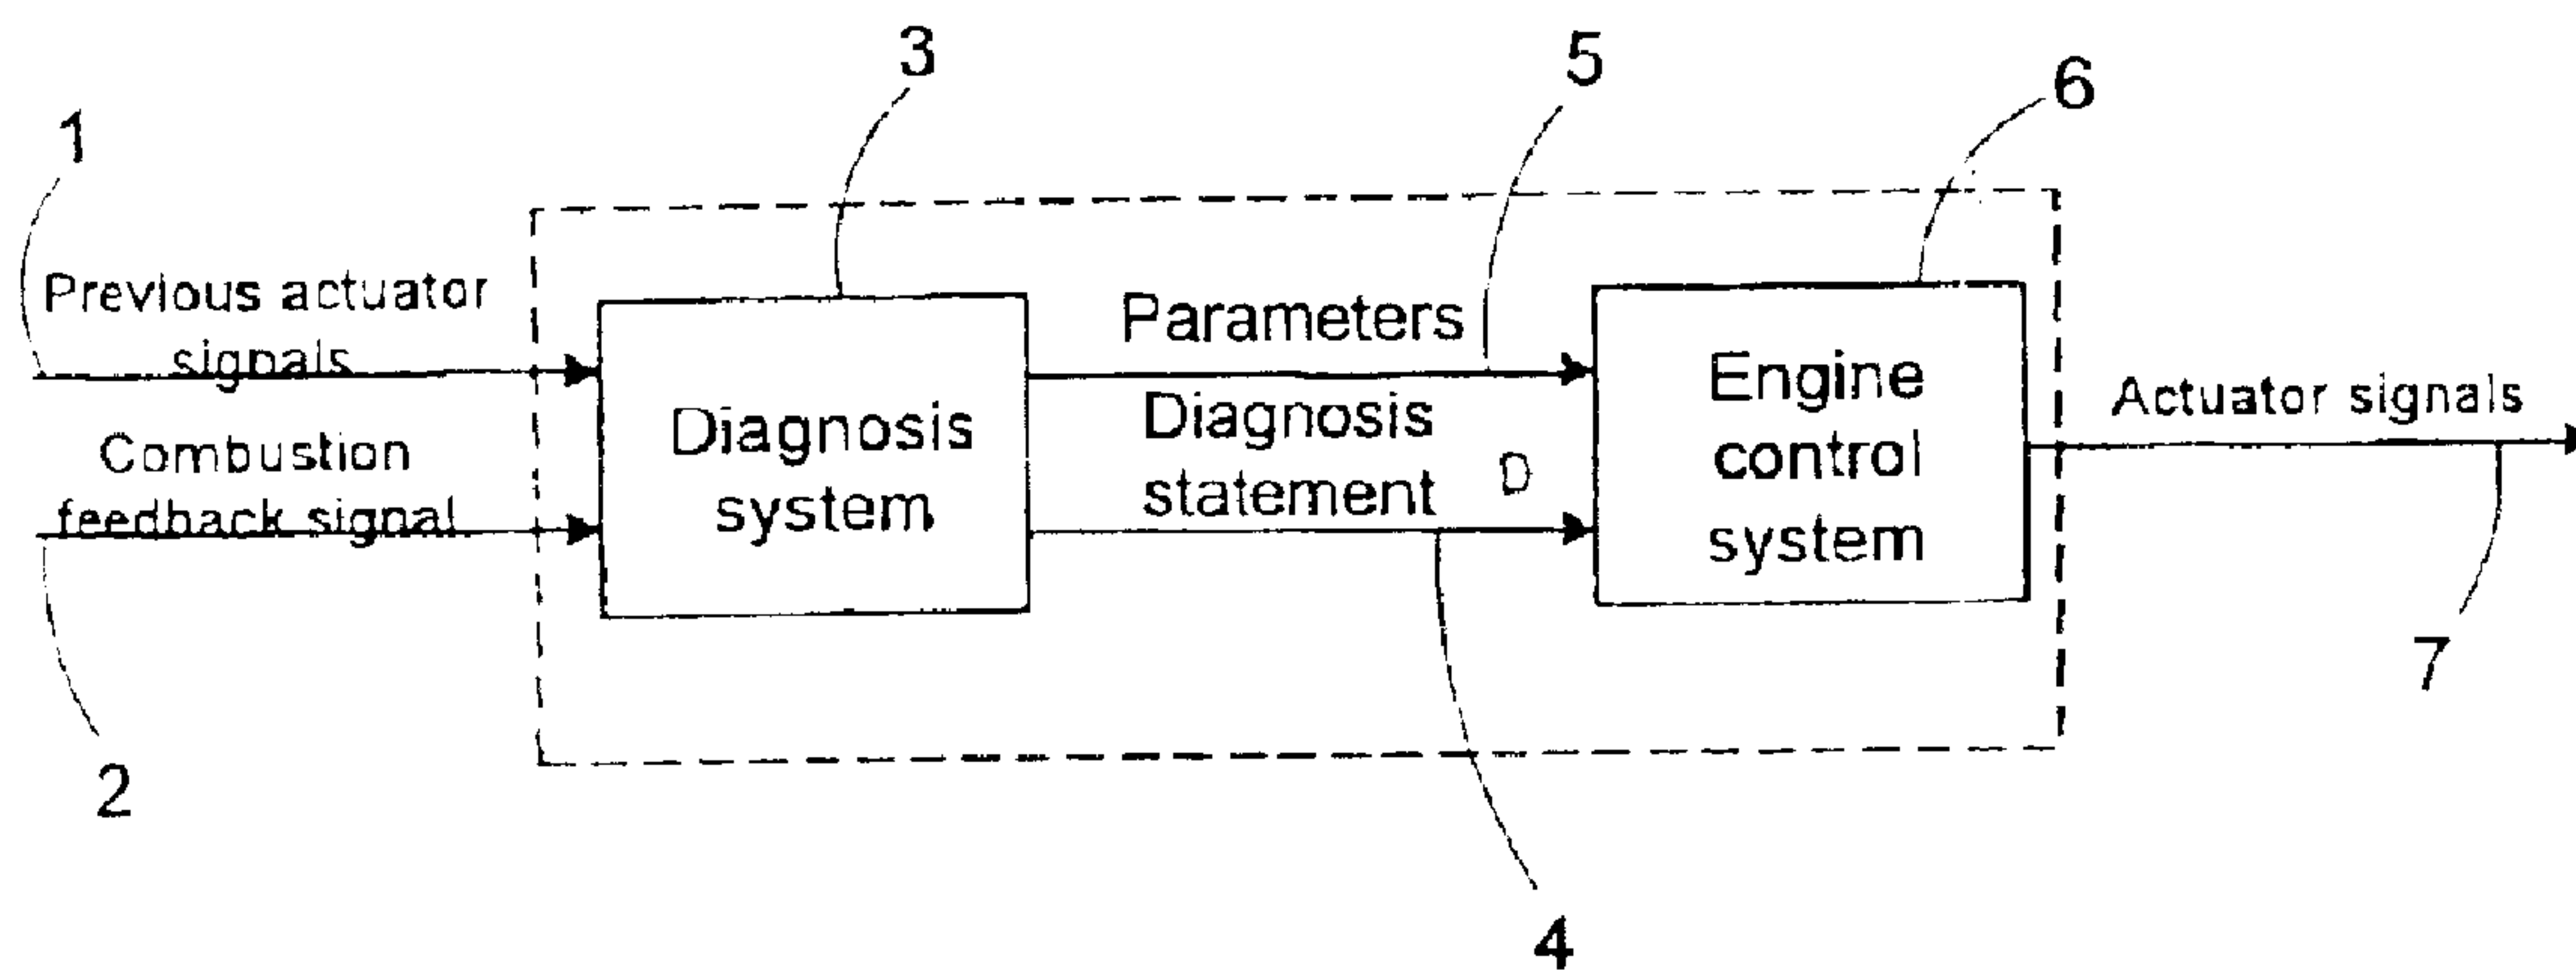 3
5
6
1
Previous actuator
signals
Combustion
feedback signal
Diagnosis
system
Parameters
Diagnosis
statement D
Engine
control
system
Actuator signals
7
2
4